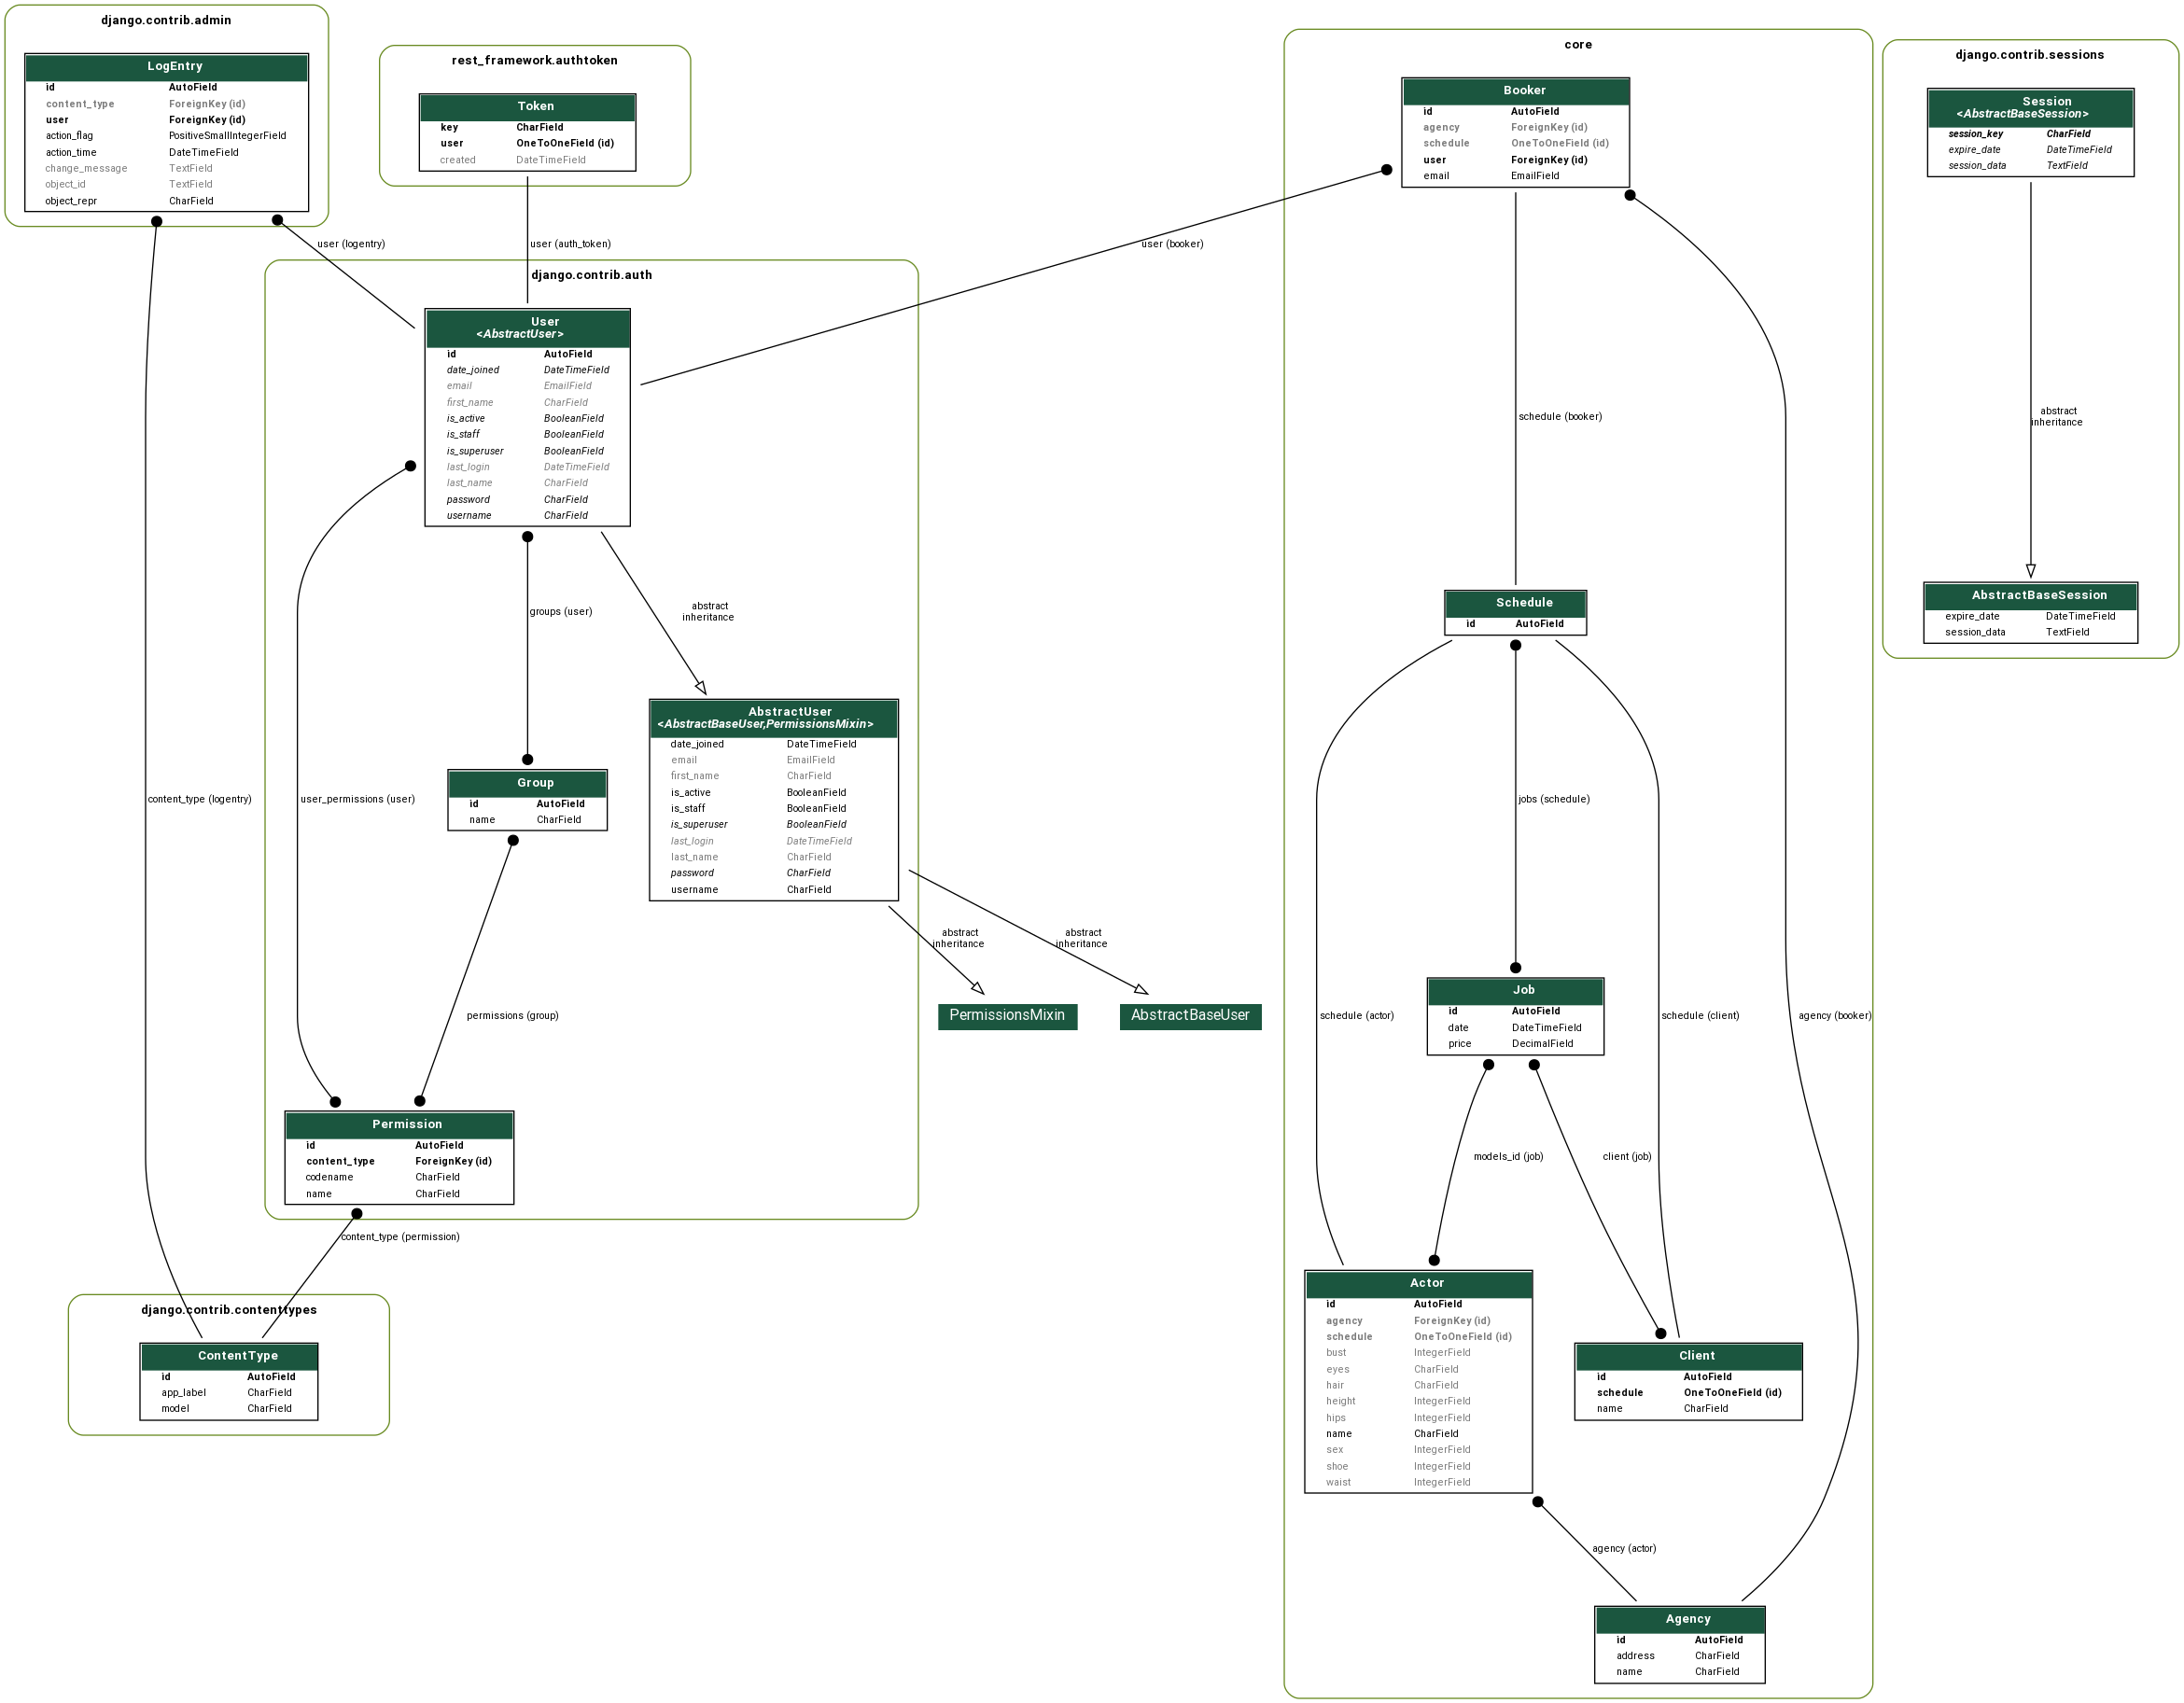 django.contrib.admin
LogEntry
id AutoField
content_type ForeignKey (id)
user ForeignKey (id)
action_flag PositiveSmallIntegerField
action_time DateTimeField
change_message TextField
object_id TextField
object_repr CharField
rest_framework.authtoken
Token
key CharField
user OneToOneField (id)
created DateTimeField
user (logentry)
user (auth_token)
user (booker)
django.contrib.auth
User
<AbstractUser>
id AutoField
date_joined DateTimeField
email EmailField
first_name CharField
is_active BooleanField
is_staff BooleanField
is_superuser BooleanField
last_login DateTimeField
last_name CharField
password CharField
username CharField
groups (user)
abstract
inheritance
AbstractUser
<AbstractBaseUser,PermissionsMixin>
date_joined DateTimeField
email EmailField
first_name CharField
is_active BooleanField
is_staff BooleanField
is_superuser BooleanField
last_login DateTimeField
last_name CharField
password CharField
username CharField
content_type (logentry)
user_permissions (user)
Group
id AutoField
name CharField
abstract
inheritance
abstract
inheritance
PermissionsMixin
AbstractBaseUser
permissions (group)
Permission
id AutoField
content_type ForeignKey (id)
codename CharField
name CharField
content_type (permission)
django.contrib.contenttypes
ContentType
id AutoField
app_label CharField
model CharField
core
Booker
id AutoField
agency ForeignKey (id)
schedule OneToOneField (id)
user ForeignKey (id)
email EmailField
schedule (booker)
Schedule
id AutoField
jobs (schedule)
Job
id AutoField
date DateTimeField
price DecimalField
schedule (actor)
schedule (client)
agency (booker)
models_id (job)
client (job)
Actor
id AutoField
agency ForeignKey (id)
schedule OneToOneField (id)
bust IntegerField
eyes CharField
hair CharField
height IntegerField
hips IntegerField
name CharField
sex IntegerField
shoe IntegerField
waist IntegerField
Client
id AutoField
schedule OneToOneField (id)
name CharField
agency (actor)
Agency
id AutoField
address CharField
name CharField
django.contrib.sessions
Session
<AbstractBaseSession>
session_key CharField
expire_date DateTimeField
session_data TextField
abstract
inheritance
AbstractBaseSession
expire_date DateTimeField
session_data TextField